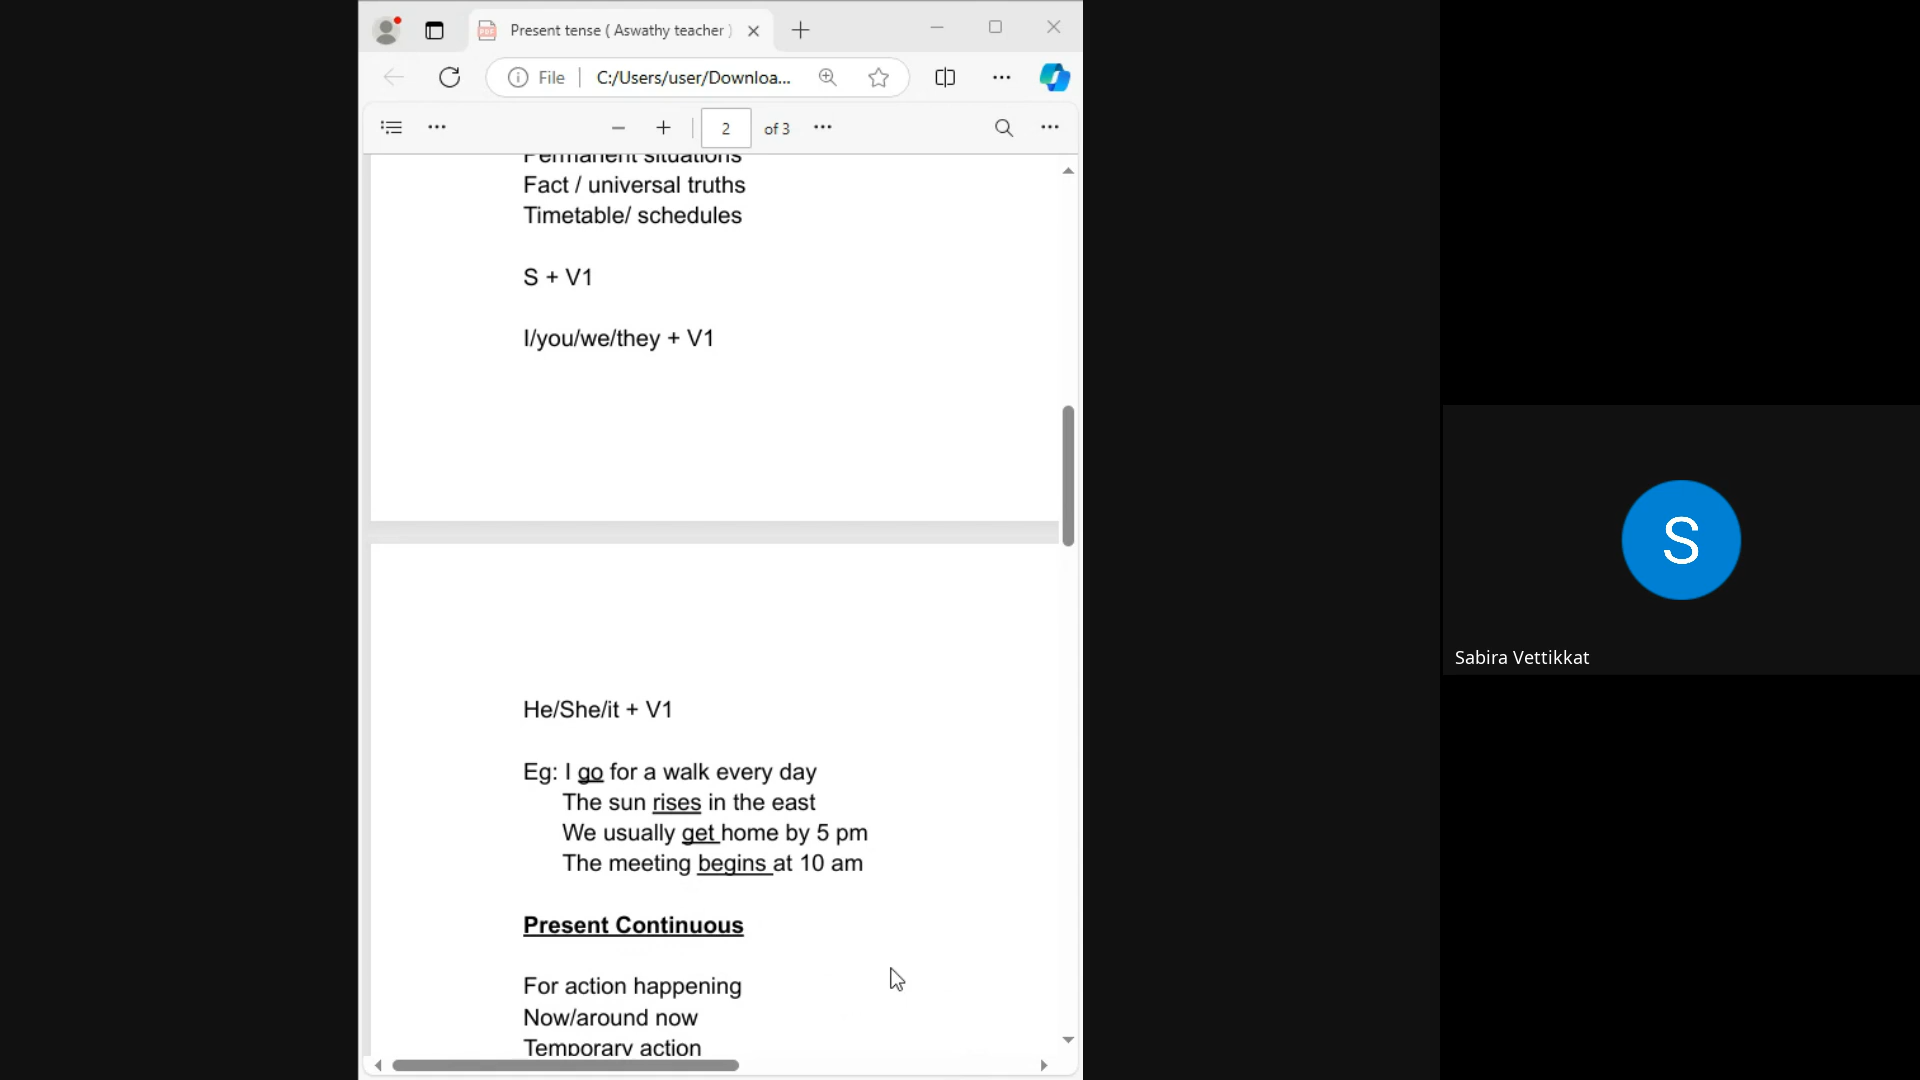 Present tense ( Aswathy teacher )
File
C:/Users/user/Downloa...
2 of 3
Permanent situations
Fact / universal truths
Timetable/ schedules
S + V1
I/you/we/they + V1
He/She/it + V1
Eg: I go for a walk every day
The sun rises in the east
We usually get home by 5 pm
The meeting begins at 10 am
Present Continuous
For action happening
Now/around now
Temporary action
S
Sabira Vettikkat